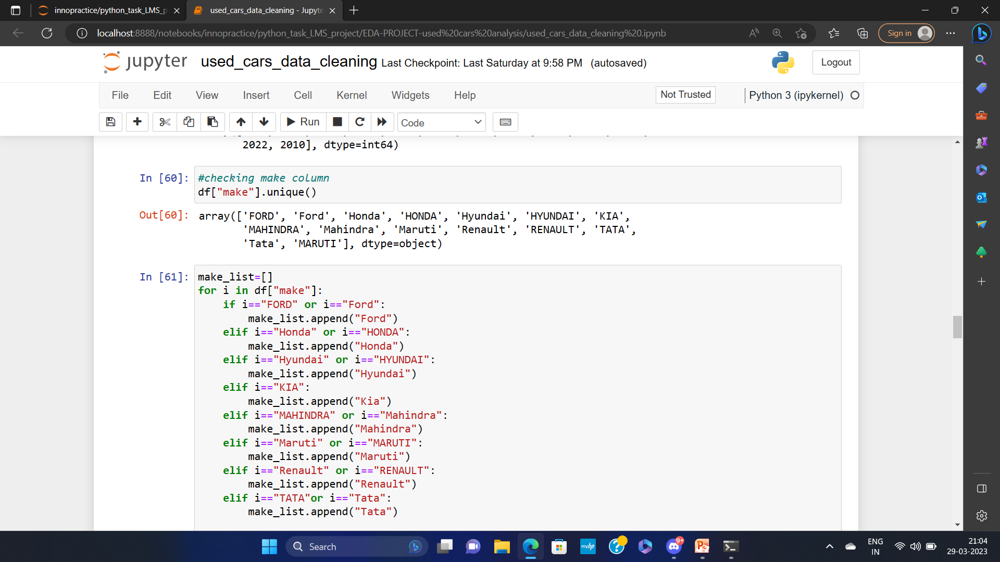 innopractice/python_task_LMS_p
used_cars_data_cleaning - Jupyte
localhost:8888/notebooks/innopractice/python_task_LMS_project/EDA-PROJECT-used%20cars%20analysis/used_cars_data_cleaning%20.ipynb
Sign in
jupyter used_cars_data_cleaning Last Checkpoint: Last Saturday at 9:58 PM (autosaved)
Logout
File Edit View Insert Cell Kernel Widgets Help
Not Trusted
Python 3 (ipykernel)
Run
Code
2022, 2010], dtype=int64)
In [60]: #checking make column
df["make"].unique()
Out[60]: array(['FORD', 'Ford', 'Honda', 'HONDA', 'Hyundai', 'HYUNDAI', 'KIA',
'MAHINDRA', 'Mahindra', 'Maruti', 'Renault', 'RENAULT', 'TATA',
'Tata', 'MARUTI'], dtype=object)
In [61]: make_list=[]
for i in df["make"]:
if i=="FORD" or i=="Ford":
make_list.append("Ford")
elif i=="Honda" or i=="HONDA":
make_list.append("Honda")
elif i=="Hyundai" or i=="HYUNDAI":
make_list.append("Hyundai")
elif i=="KIA":
make_list.append("Kia")
elif i=="MAHINDRA" or i=="Mahindra":
make_list.append("Mahindra")
elif i=="Maruti" or i=="MARUTI":
make_list.append("Maruti")
elif i=="Renault" or i=="RENAULT":
make_list.append("Renault")
elif i=="TATA"or i=="Tata":
make_list.append("Tata")
Search
myhp
9+
ENG
IN
21:04
29-03-2023